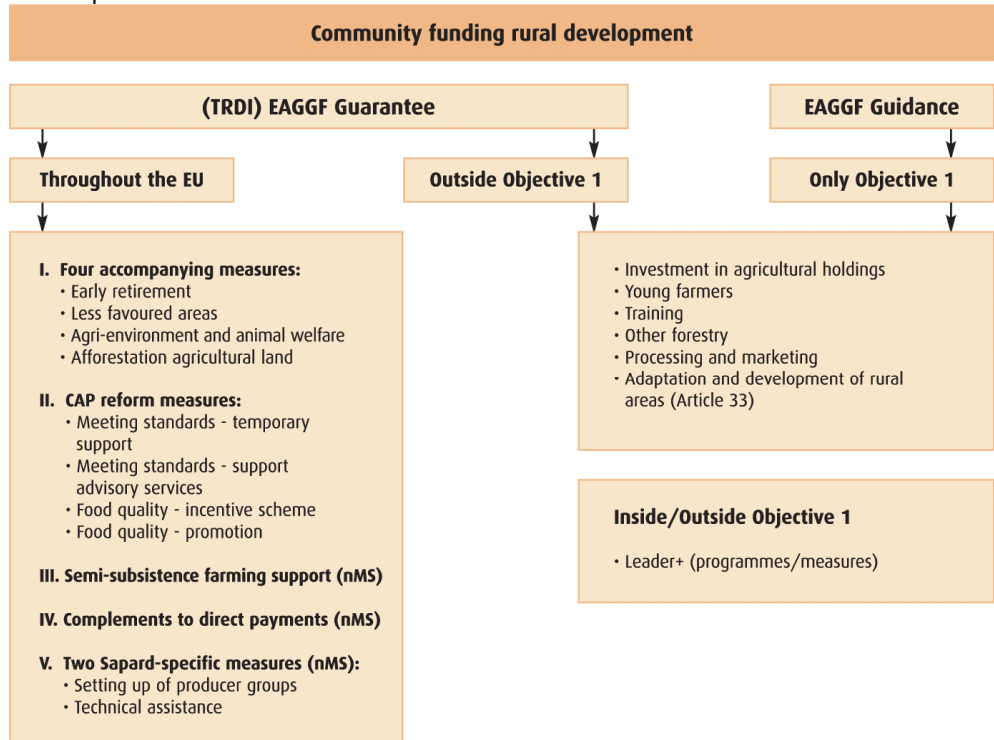 Community funding rural development
(TRDI) EAGGF Guarantee
EAGGF Guidance
Throughout the EU
Outside Objective 1
Only Objective 1
I. Four accompanying measures:
• Early retirement
• Less favoured areas
• Agri-environment and animal welfare
• Afforestation agricultural land
II. CAP reform measures:
• Meeting standards - temporary
support
• Meeting standards - support
advisory services
• Food quality - incentive scheme
• Food quality - promotion
III. Semi-subsistence farming support (nMS)
IV. Complements to direct payments (nMS)
V. Two Sapard-specific measures (nMS):
• Setting up of producer groups
• Technical assistance
• Investment in agricultural holdings
• Young farmers
• Training
• Other forestry
• Processing and marketing
• Adaptation and development of rural
areas (Article 33)
Inside/Outside Objective 1
• Leader+ (programmes/measures)